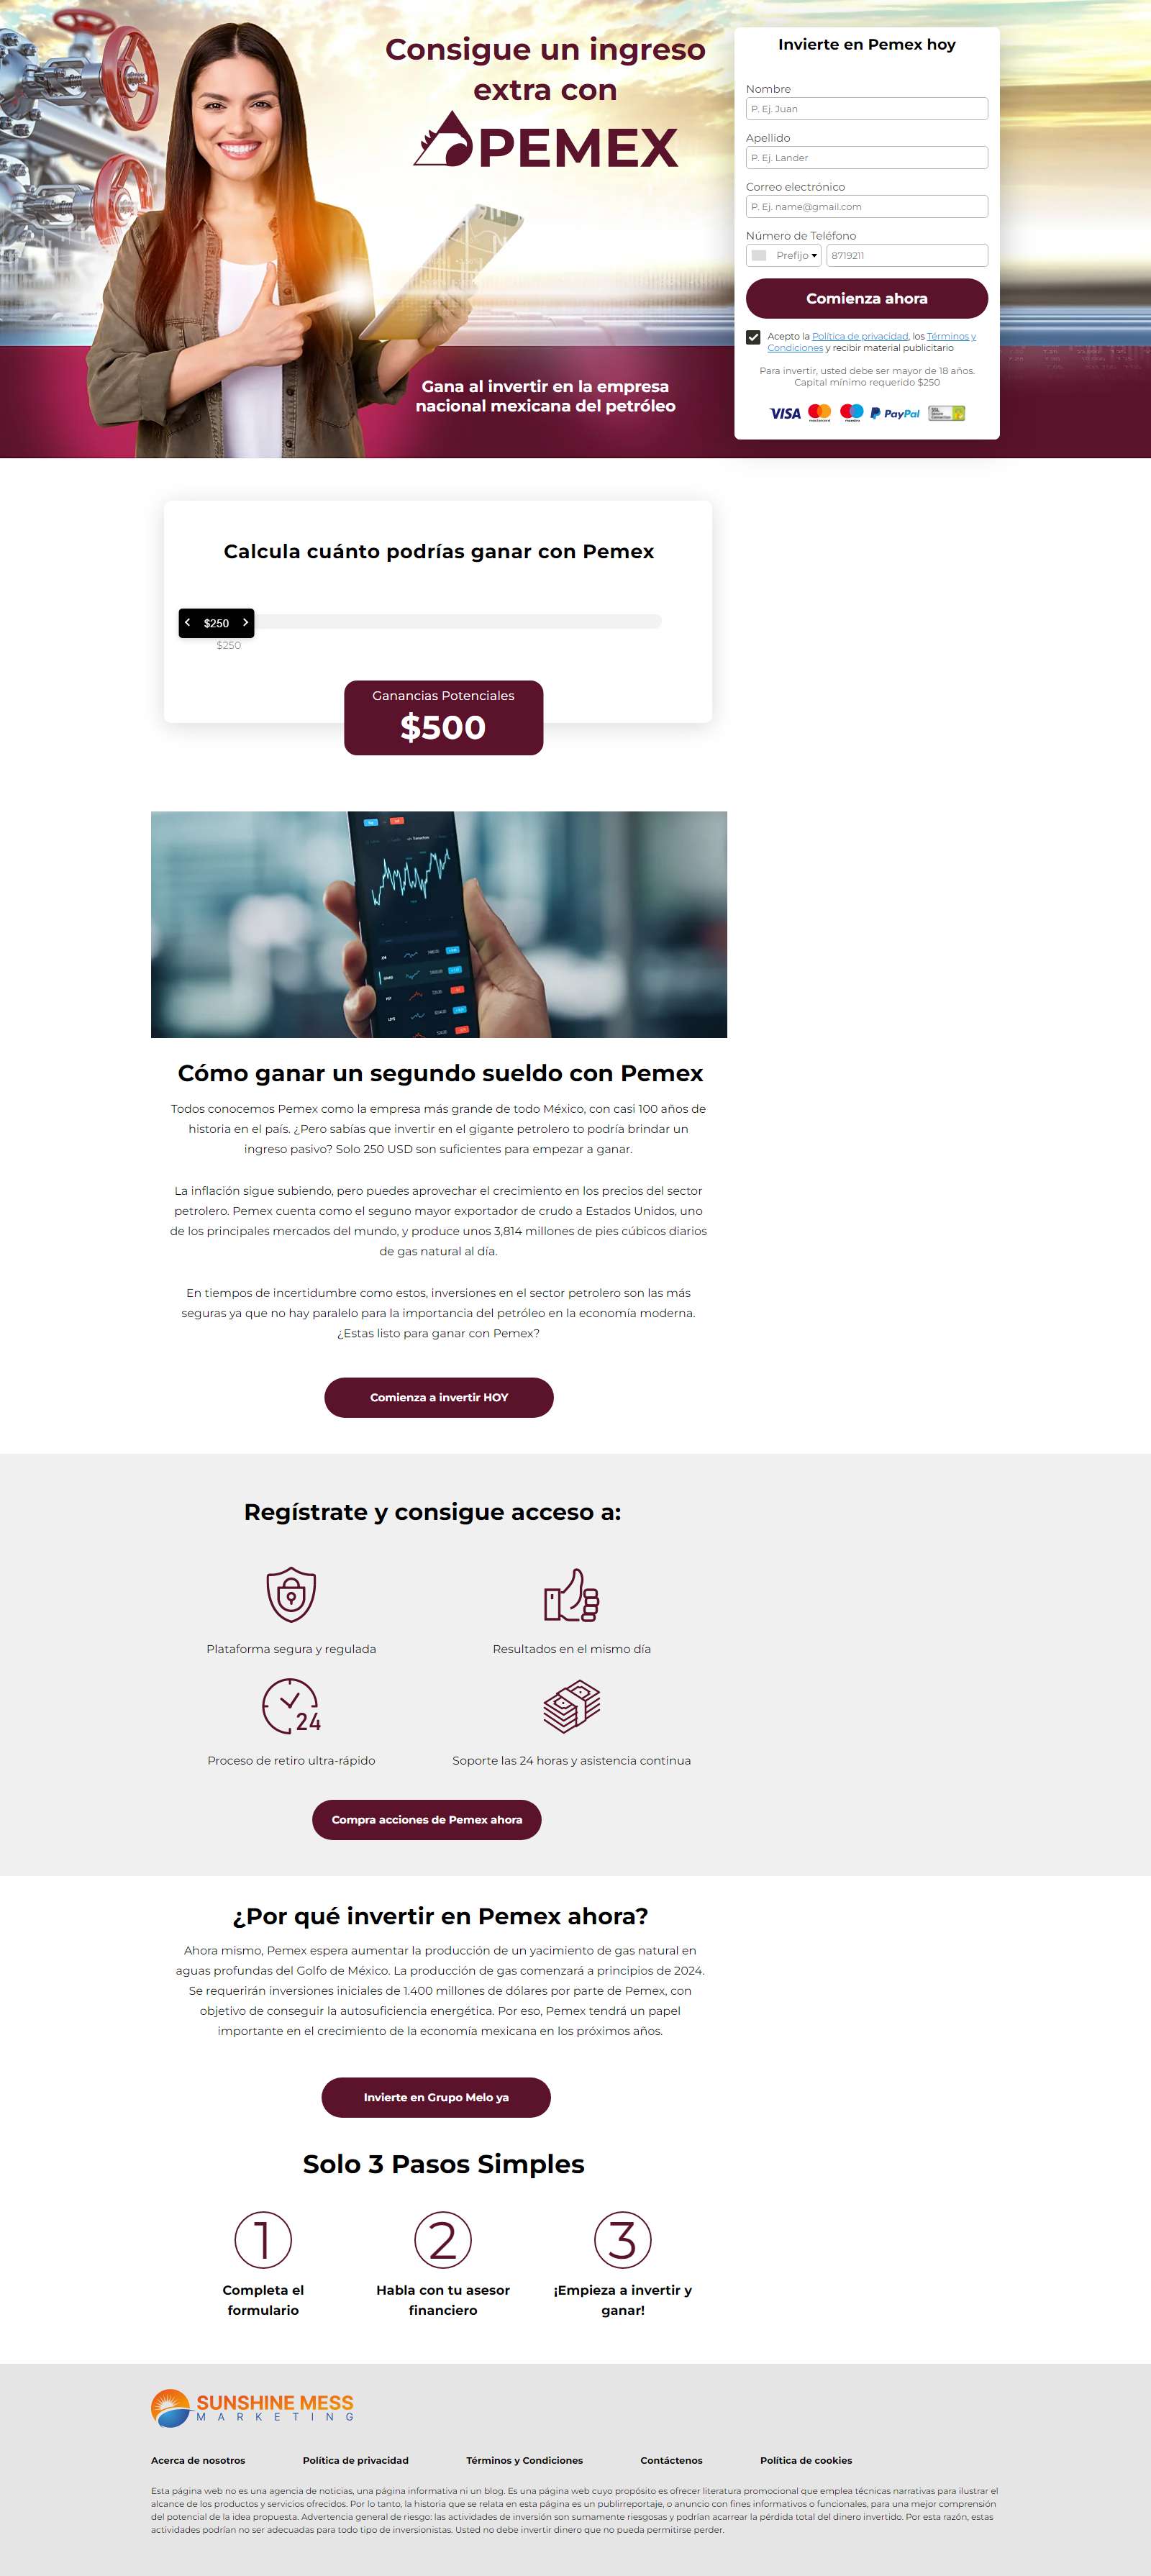 Consigue un ingreso
extra con
PEMEX
Gana al invertir en la empresa
nacional mexicana del petróleo
Invierte en Pemex hoy
Nombre
P. Ej. Juan
Apellido
P. Ej. Lander
Correo electrónico
P. Ej. name@gmail.com
Número de Teléfono
Prefijo 8719211
Comienza ahora
Acepto la Política de privacidad, los Términos y
Condiciones y recibir material publicitario
Para invertir, usted debe ser mayor de 18 años.
Capital mínimo requerido $250
VISA mastercard maestro PayPal
Calcula cuánto podrías ganar con Pemex
$250
$250
Ganancias Potenciales
$500
Cómo ganar un segundo sueldo con Pemex
Todos conocemos Pemex como la empresa más grande de todo México, con casi 100 años de
historia en el país. ¿Pero sabías que invertir en el gigante petrolero to podría brindar un
ingreso pasivo? Solo 250 USD son suficientes para empezar a ganar.
La inflación sigue subiendo, pero puedes aprovechar el crecimiento en los precios del sector
petrolero. Pemex cuenta como el seguno mayor exportador de crudo a Estados Unidos, uno
de los principales mercados del mundo, y produce unos 3,814 millones de pies cúbicos diarios
de gas natural al día.
En tiempos de incertidumbre como estos, inversiones en el sector petrolero son las más
seguras ya que no hay paralelo para la importancia del petróleo en la economía moderna.
¿Estas listo para ganar con Pemex?
Comienza a invertir HOY
Regístrate y consigue acceso a:
Plataforma segura y regulada
Resultados en el mismo día
24
Proceso de retiro ultra-rápido
Soporte las 24 horas y asistencia continua
Compra acciones de Pemex ahora
¿Por qué invertir en Pemex ahora?
Ahora mismo, Pemex espera aumentar la producción de un yacimiento de gas natural en
aguas profundas del Golfo de México. La producción de gas comenzará a principios de 2024.
Se requerirán inversiones iniciales de 1.400 millones de dólares por parte de Pemex, con
objetivo de conseguir la autosuficiencia energética. Por eso, Pemex tendrá un papel
importante en el crecimiento de la economía mexicana en los próximos años.
Invierte en Grupo Melo ya
Solo 3 Pasos Simples
1
Completa el
formulario
2
Habla con tu asesor
financiero
3
¡Empieza a invertir y
ganar!
SUNSHINE MESS
MARKETING
Acerca de nosotros
Política de privacidad
Términos y Condiciones
Contáctenos
Política de cookies
Esta página web no es una agencia de noticias, una página informativa ni un blog. Es una página web cuyo propósito es ofrecer literatura promocional que emplea técnicas narrativas para ilustrar el
alcance de los productos y servicios ofrecidos. Por lo tanto, la historia que se relata en esta página es un publirreportaje, o anuncio con fines informativos o funcionales, para una mejor comprensión
del potencial de la idea propuesta. Advertencia general de riesgo: las actividades de inversión son sumamente riesgosas y podrían acarrear la pérdida total del dinero invertido. Por esta razón, estas
actividades podrían no ser adecuadas para todo tipo de inversionistas. Usted no debe invertir dinero que no pueda permitirse perder.